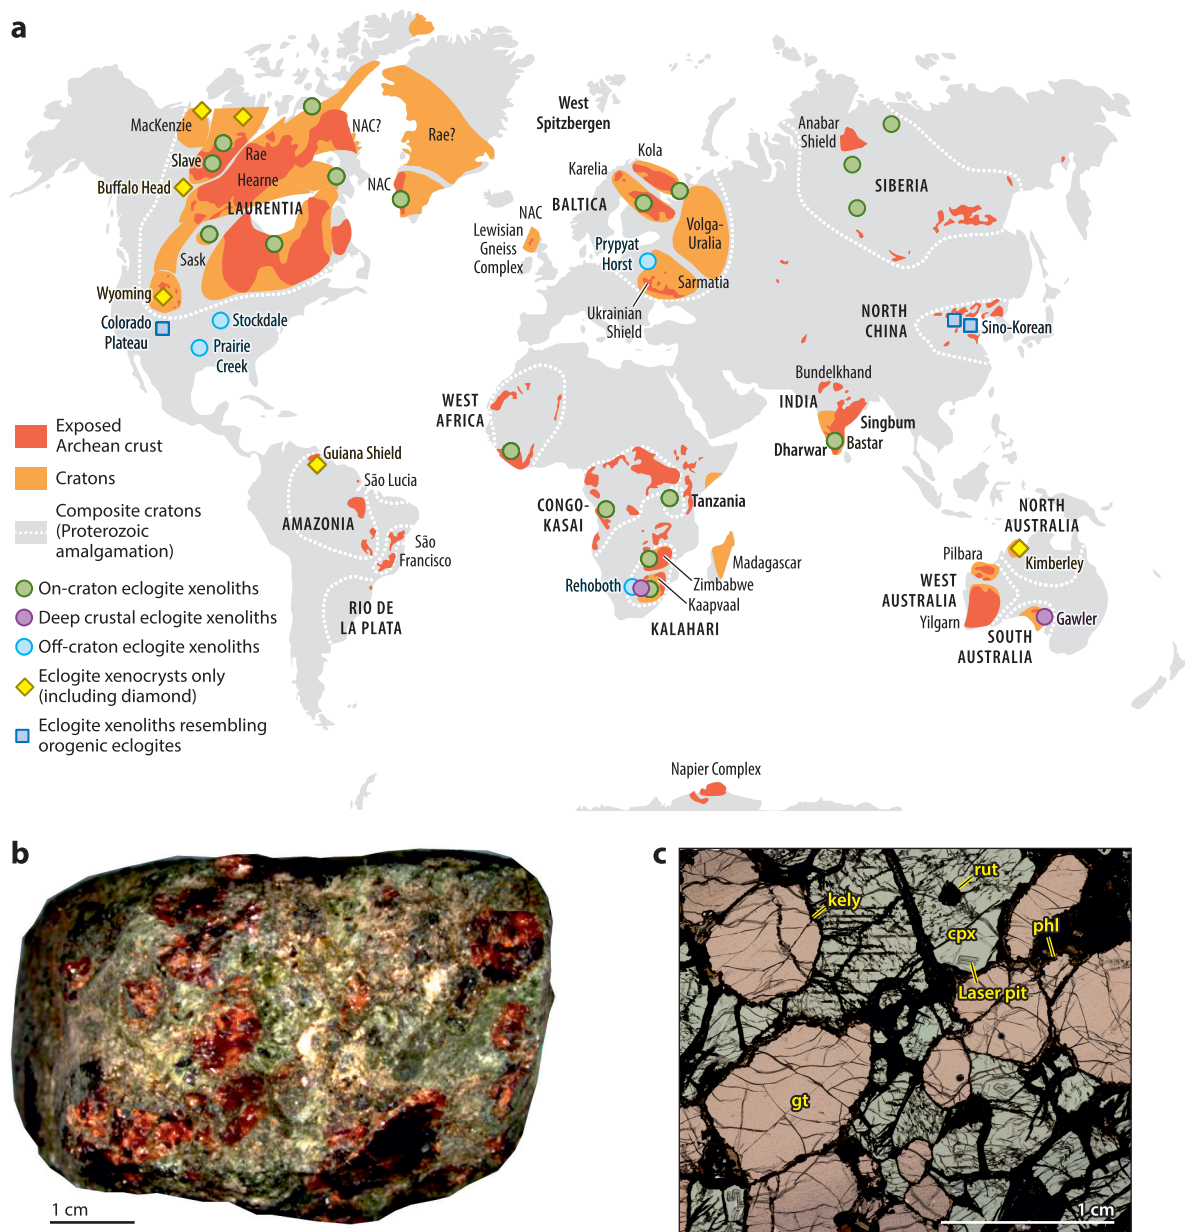 a
MacKenzie
Slave
Rae
Hearne
Buffalo Head
LAURENTIA
NAC?
Rae?
NAC
Sask
Wyoming
Colorado
Plateau
Stockdale
Prairie
Creek
West
Spitzbergen
Kola
Karelia
BALTICA
NAC
Lewisian
Gneiss
Complex
Prypyat
Horst
Volga-
Uralia
Sarmatia
Ukrainian
Shield
Anabar
Shield
SIBERIA
NORTH
CHINA
Sino-Korean
Bundelkhand
INDIA
Singbum
Dharwar
Bastar
WEST
AFRICA
CONGO-
KASAI
Tanzania
Madagascar
Zimbabwe
Kaapvaal
Rehoboth
KALAHARI
Guiana Shield
São Lucia
AMAZONIA
São
Francisco
RIO DE
LA PLATA
NORTH
AUSTRALIA
Kimberley
Pilbara
WEST
AUSTRALIA
Yilgarn
Gawler
SOUTH
AUSTRALIA
Napier Complex
Exposed
Archean crust
Cratons
Composite cratons
(Proterozoic
amalgamation)
On-craton eclogite xenoliths
Deep crustal eclogite xenoliths
Off-craton eclogite xenoliths
Eclogite xenocrysts only
(including diamond)
Eclogite xenoliths resembling
orogenic eclogites
b
1 cm
c
rut
kely
cpx
phl
Laser pit
gt
1 cm